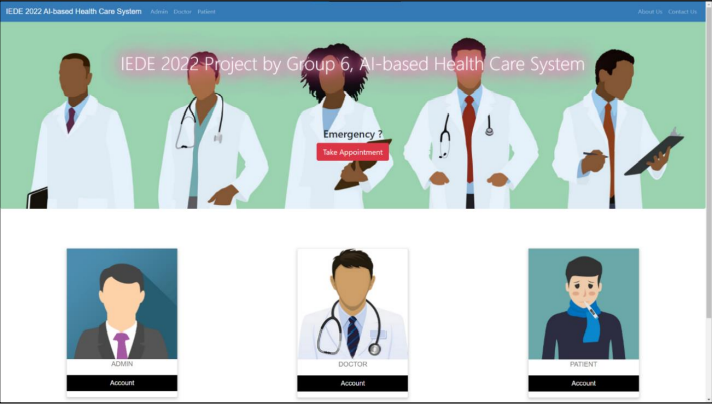 IEDE 2022 AI-based Health Care System Admin Doctor Patient About Us Contact Us
IEDE 2022 Project by Group 6, AI-based Health Care System
Emergency ?
Take Appointment
ADMIN DOCTOR PATIENT
Account Account Account